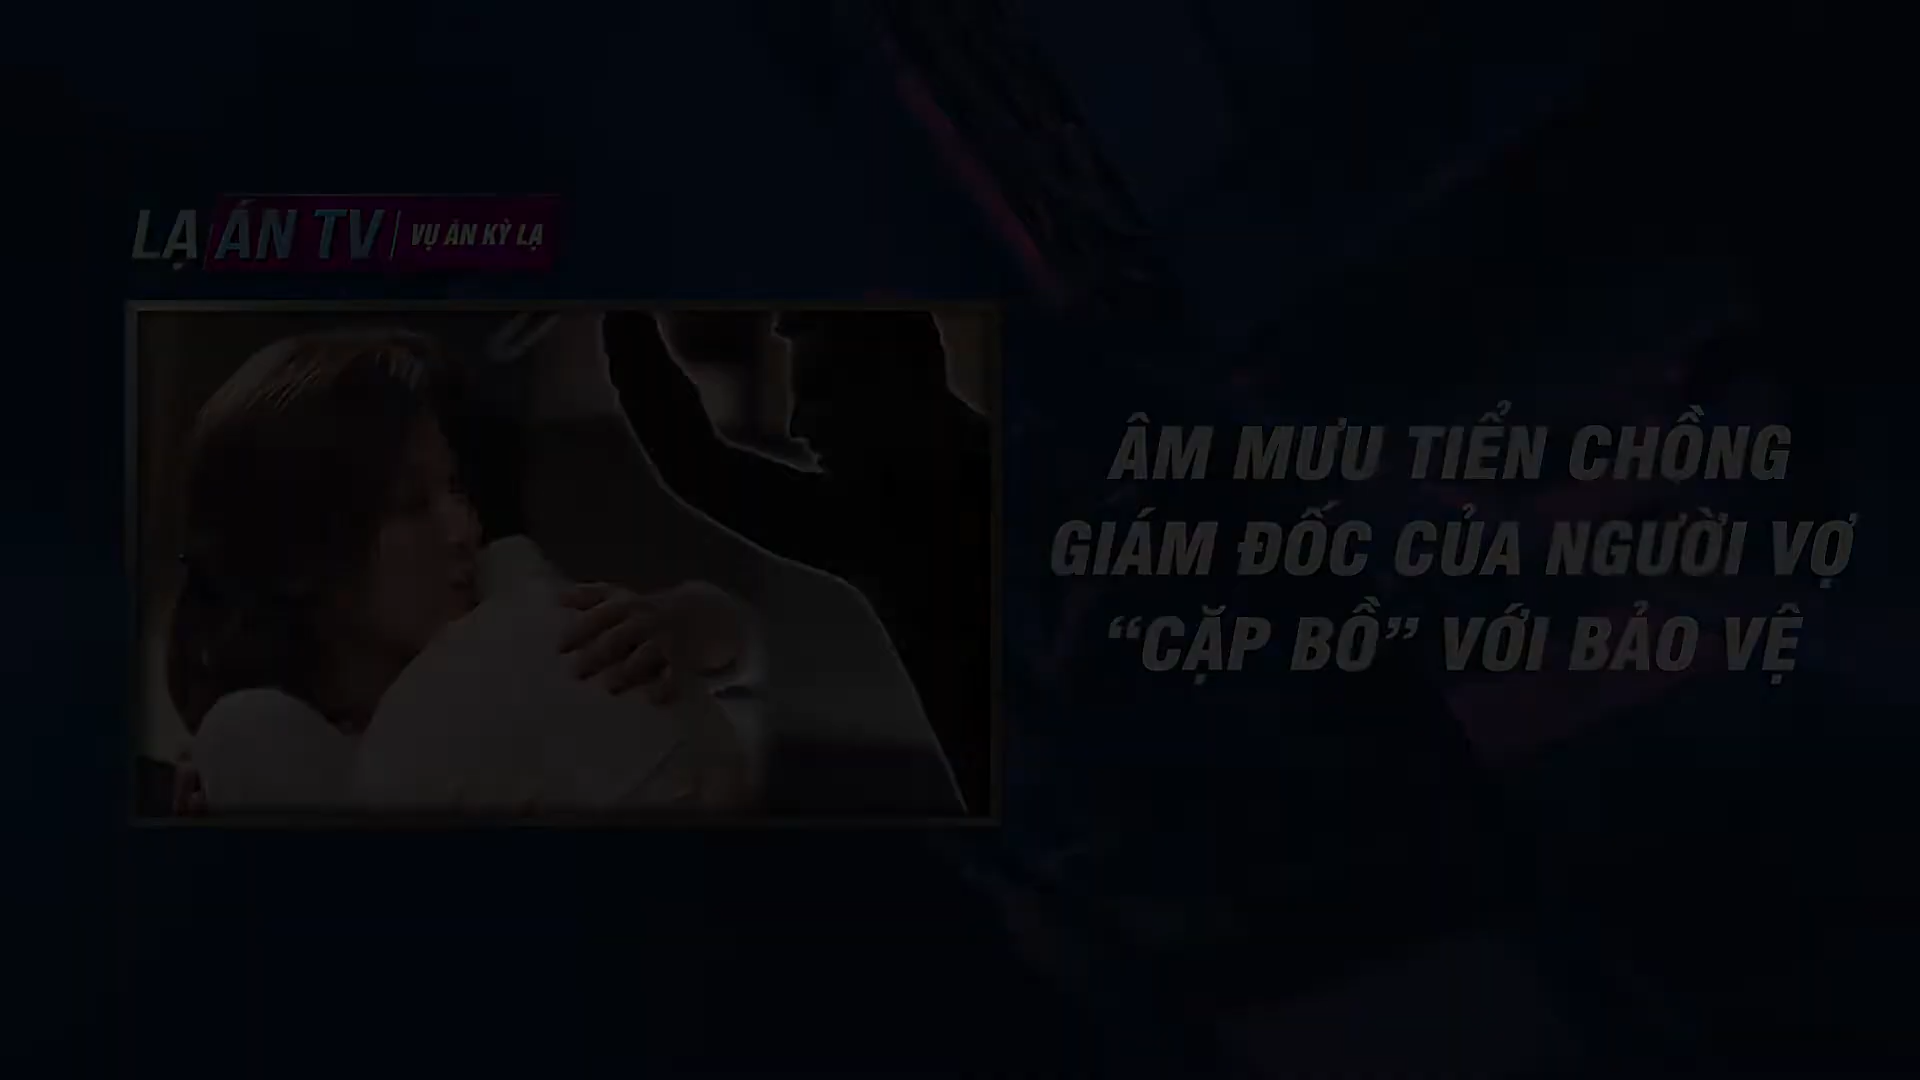 LẠ ÁN TV | VỤ ÁN KỲ LẠ
ÂM MƯU TIỂN CHỒNG
GIÁM ĐỐC CỦA NGƯỜI VỢ
“CẶP BỒ” VỚI BẢO VỆ